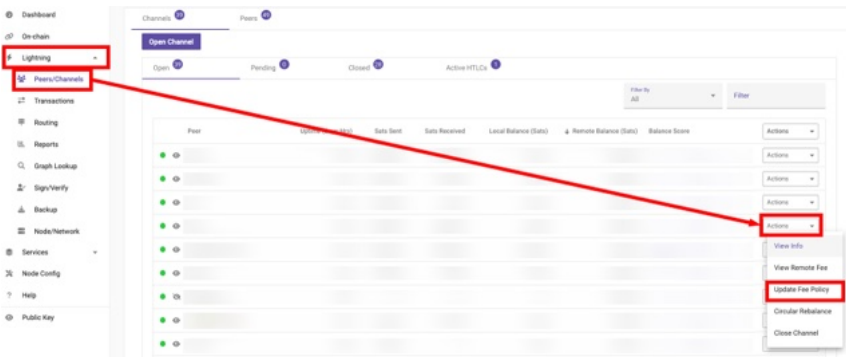 Dashboard
On-chain
Lightning
Peers/Channels
Transactions
Routing
Reports
Graph Lookup
Sign/Verify
Backup
Node/Network
Services
Node Config
? Help
Public Key
Channels
Peers
Open Channel
Open
Pending 0
Closed
Active HTLCs
Filter By
All
Filter
Peer
Sats Sent
Sats Received
Local Balance (Sats)
↓ Remote Balance (Sats)
Balance Score
Actions
Actions
Actions
Actions
Actions
View Info
View Remote Fee
Update Fee Policy
Circular Rebalance
Close Channel